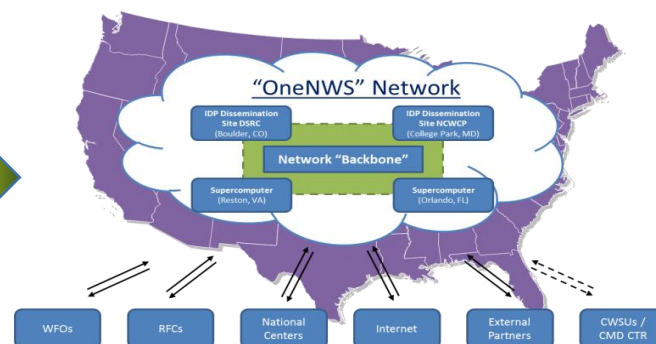 “OneNWS” Network
IDP Dissemination
Site DSRC
(Boulder, CO)
IDP Dissemination
Site NCWCP
(College Park, MD)
Network “Backbone”
Supercomputer
(Reston, VA)
Supercomputer
(Orlando, FL)
WFOs
RFCs
National
Centers
Internet
External
Partners
CWSUs /
CMD CTR